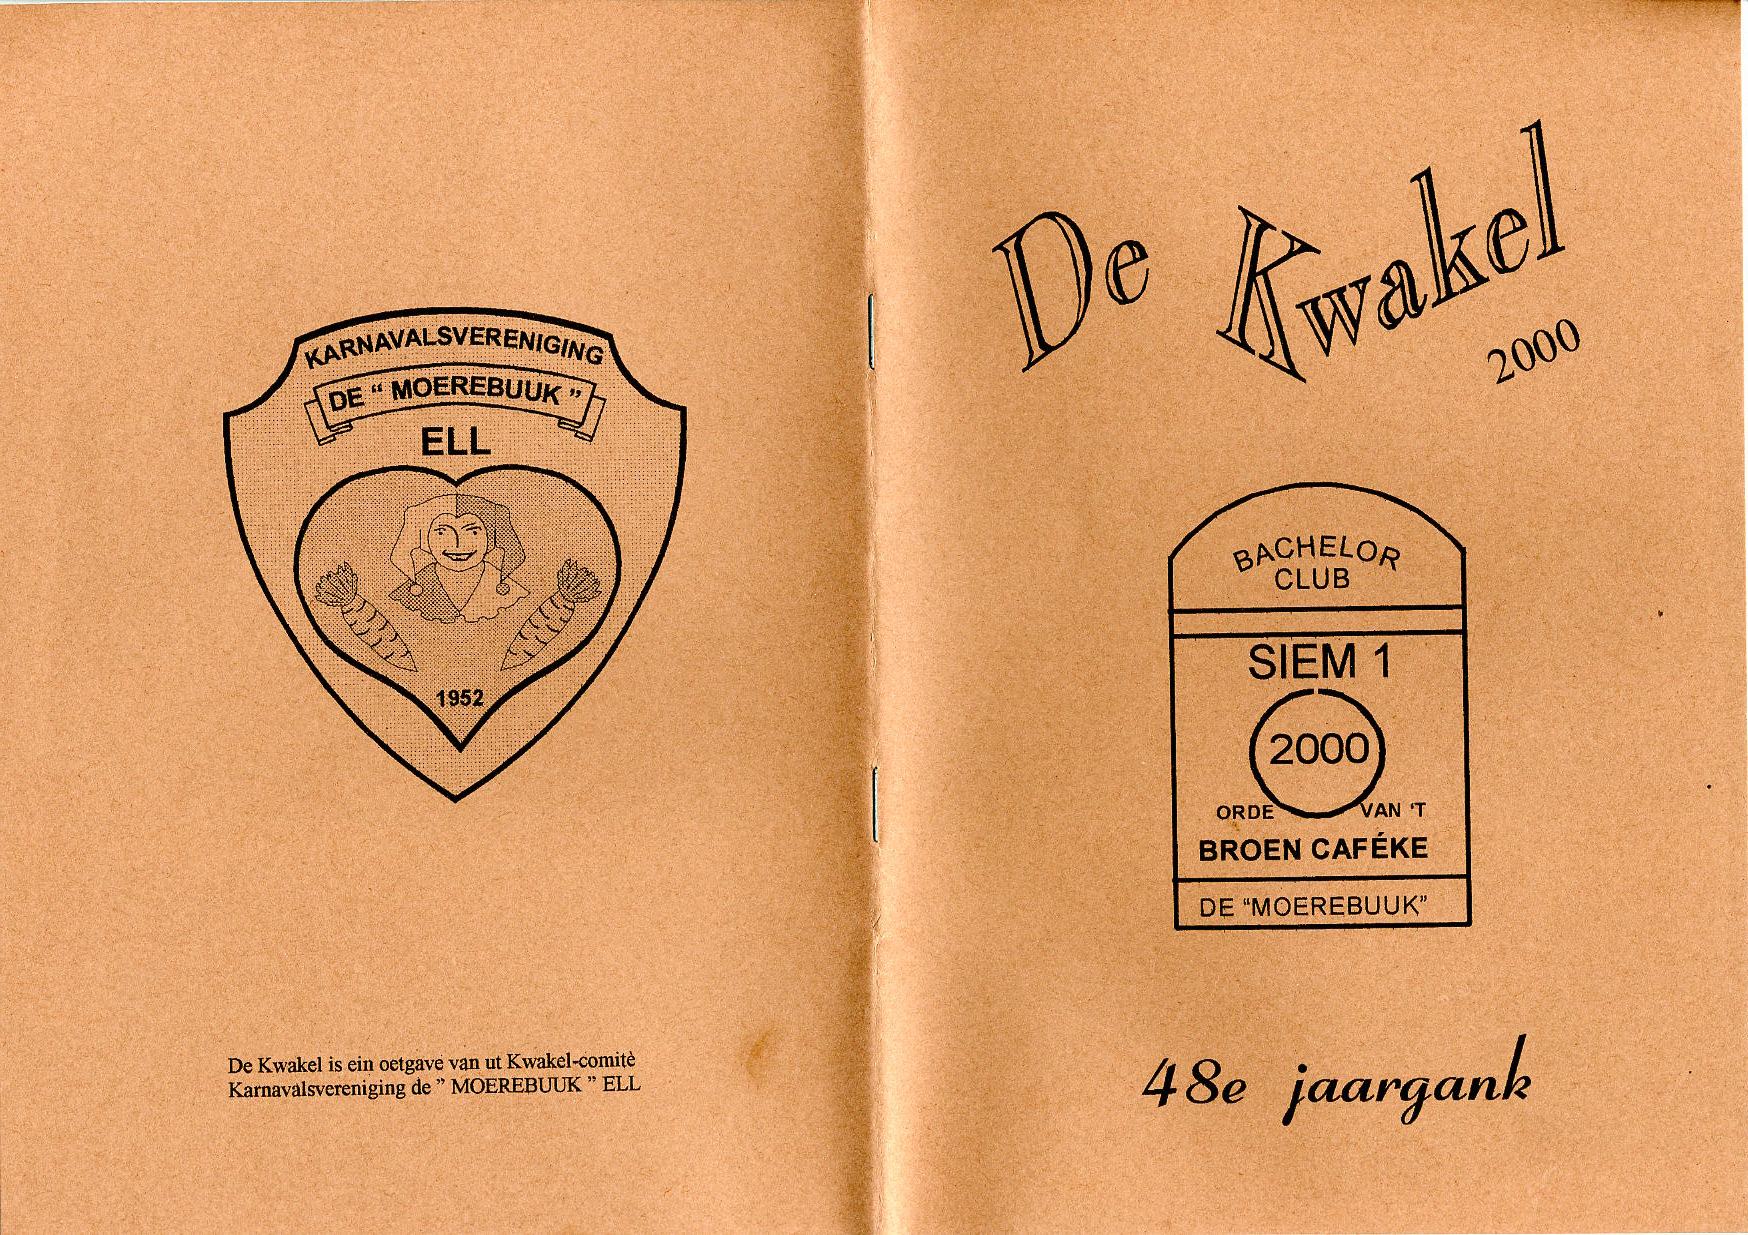 KARNAVALSVERENIGING
DE “ MOEREBUUK ”
ELL
1952
De Kwakel is ein oetgave van ut Kwakel-comitè
Karnavalsvereniging de ” MOEREBUUK ” ELL
De Kwakel
2000
BACHELOR
CLUB
SIEM 1
2000
ORDE VAN ‘T
BROEN CAFÉKE
DE “MOEREBUUK”
48e jaargank